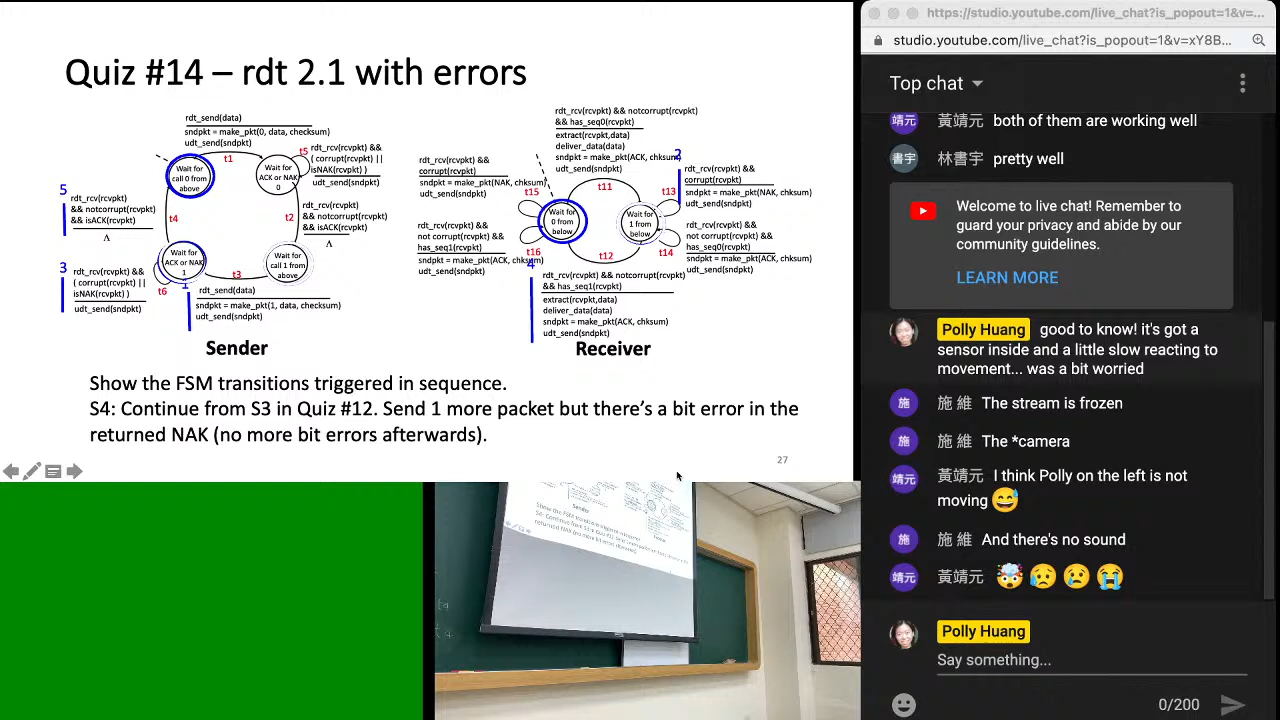 Quiz #14 – rdt 2.1 with errors
rdt_send(data)
sndpkt = make_pkt(0, data, checksum)
udt_send(sndpkt)
t1
t5
rdt_rcv(rcvpkt) &&
( corrupt(rcvpkt) ||
isNAK(rcvpkt) )
udt_send(sndpkt)
Wait for
call 0 from
above
Wait for
ACK or NAK
0
5
rdt_rcv(rcvpkt)
&& notcorrupt(rcvpkt)
&& isACK(rcvpkt)
Λ
t4
t2
rdt_rcv(rcvpkt)
&& notcorrupt(rcvpkt)
&& isACK(rcvpkt)
Λ
Wait for
ACK or NAK
1
Wait for
call 1 from
above
3
rdt_rcv(rcvpkt) &&
( corrupt(rcvpkt) ||
isNAK(rcvpkt) )
udt_send(sndpkt)
t6
t3
1
rdt_send(data)
sndpkt = make_pkt(1, data, checksum)
udt_send(sndpkt)
Sender
rdt_rcv(rcvpkt) && notcorrupt(rcvpkt)
&& has_seq0(rcvpkt)
extract(rcvpkt,data)
deliver_data(data)
sndpkt = make_pkt(ACK, chksum)
udt_send(sndpkt)
rdt_rcv(rcvpkt) &&
corrupt(rcvpkt)
sndpkt = make_pkt(NAK, chksum)
udt_send(sndpkt)
t15
t11
t13
2
rdt_rcv(rcvpkt) &&
corrupt(rcvpkt)
sndpkt = make_pkt(NAK, chksum)
udt_send(sndpkt)
Wait for
0 from
below
Wait for
1 from
below
rdt_rcv(rcvpkt) &&
not corrupt(rcvpkt) &&
has_seq1(rcvpkt)
sndpkt = make_pkt(ACK, chksum)
udt_send(sndpkt)
t16
t12
t14
rdt_rcv(rcvpkt) &&
not corrupt(rcvpkt) &&
has_seq0(rcvpkt)
sndpkt = make_pkt(ACK, chksum)
udt_send(sndpkt)
4
rdt_rcv(rcvpkt) && notcorrupt(rcvpkt)
&& has_seq1(rcvpkt)
extract(rcvpkt,data)
deliver_data(data)
sndpkt = make_pkt(ACK, chksum)
udt_send(sndpkt)
Receiver
Show the FSM transitions triggered in sequence.
S4: Continue from S3 in Quiz #12. Send 1 more packet but there's a bit error in the
returned NAK (no more bit errors afterwards).
27
https://studio.youtube.com/live_chat?is_popout=1&v=...
studio.youtube.com/live_chat?is_popout=1&v=xY8B...
Top chat
靖元 黃靖元 both of them are working well
書宇 林書宇 pretty well
Welcome to live chat! Remember to
guard your privacy and abide by our
community guidelines.
LEARN MORE
Polly Huang good to know! it's got a
sensor inside and a little slow reacting to
movement... was a bit worried
施 施 維 The stream is frozen
施 施 維 The *camera
靖元 黃靖元 I think Polly on the left is not
moving 😅
施 施 維 And there's no sound
靖元 黃靖元 🤯😥😢😭
Polly Huang
Say something...
0/200